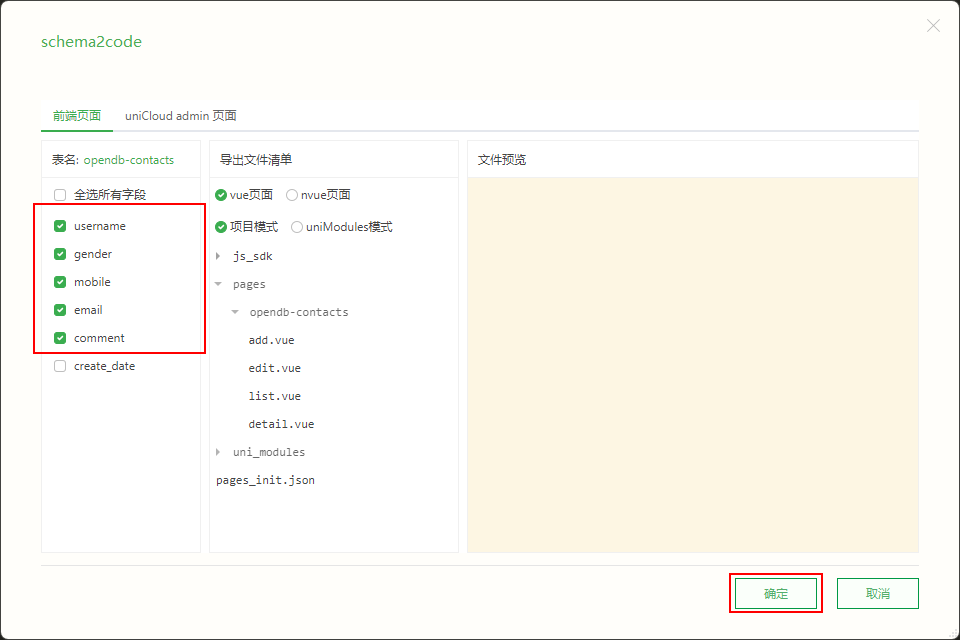 schema2code
前端页面 uniCloud admin 页面
表名: opendb-contacts
全选所有字段
username
gender
mobile
email
comment
create_date
导出文件清单
vue页面 nvue页面
项目模式 uniModules模式
js_sdk
pages
opendb-contacts
add.vue
edit.vue
list.vue
detail.vue
uni_modules
pages_init.json
文件预览
确定 取消